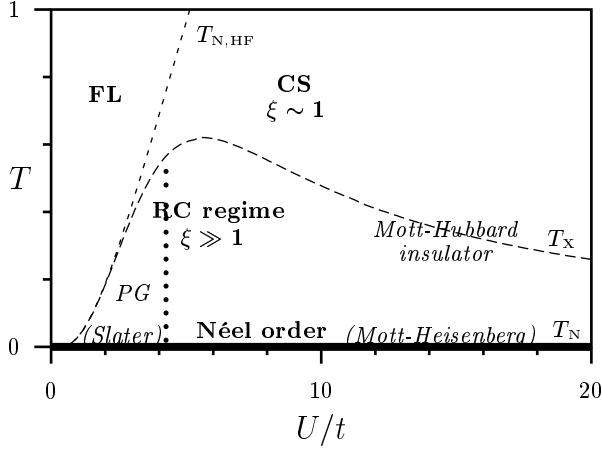 1
T_N,HF
FL
CS
ξ ∼ 1
T
RC regime
ξ ≫ 1
Mott-Hubbard
insulator
T_X
PG
(Slater)
Néel order
(Mott-Heisenberg)
T_N
0
0
10
20
U/t